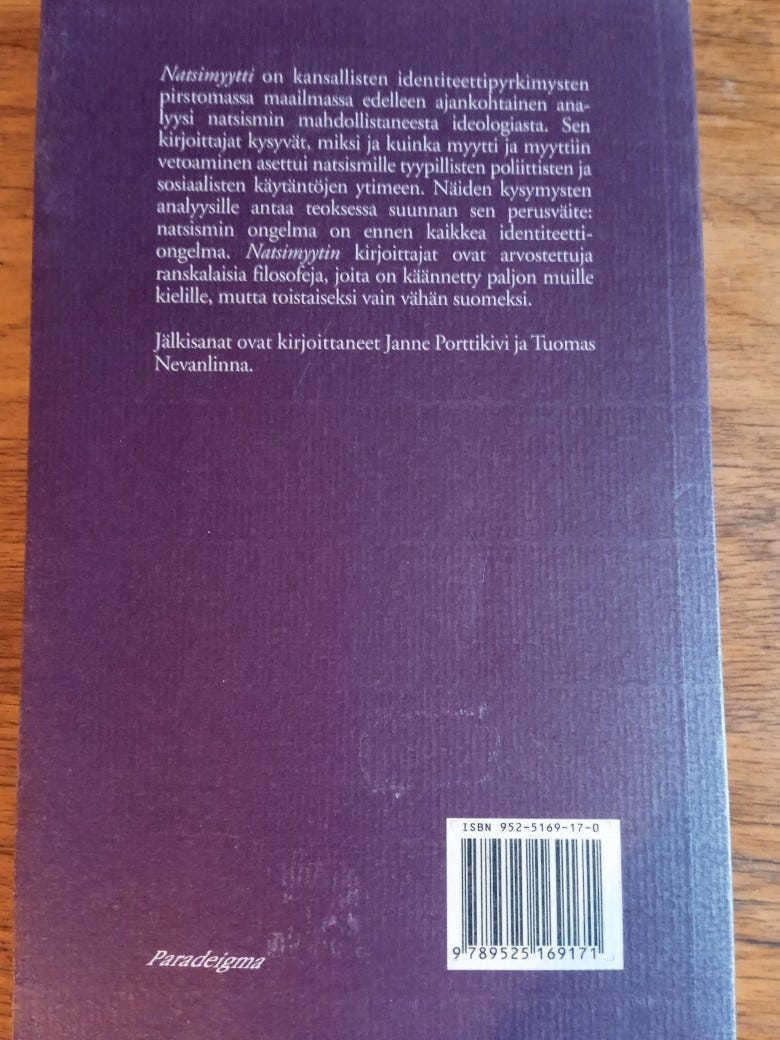 Natsimyytti on kansallisten identiteettipyrkimysten
pirstomassa maailmassa edelleen ajankohtainen ana-
lyysi natsismin mahdollistaneesta ideologiasta. Sen
kirjoittajat kysyvät, miksi ja kuinka myytti ja myyttiin
vetoaminen asettui natsismille tyypillisten poliittisten ja
sosiaalisten käytäntöjen ytimeen. Näiden kysymysten
analyysille antaa teoksessa suunnan sen perusväite:
natsismin ongelma on ennen kaikkea identiteetti-
ongelma. Natsimyytin kirjoittajat ovat arvostettuja
ranskalaisia filosofeja, joita on käännetty paljon muille
kielille, mutta toistaiseksi vain vähän suomeksi.
Jälkisanat ovat kirjoittaneet Janne Porttikivi ja Tuomas
Nevanlinna.
ISBN 952-5169-17-0
9 789525 169171
Paradeigma